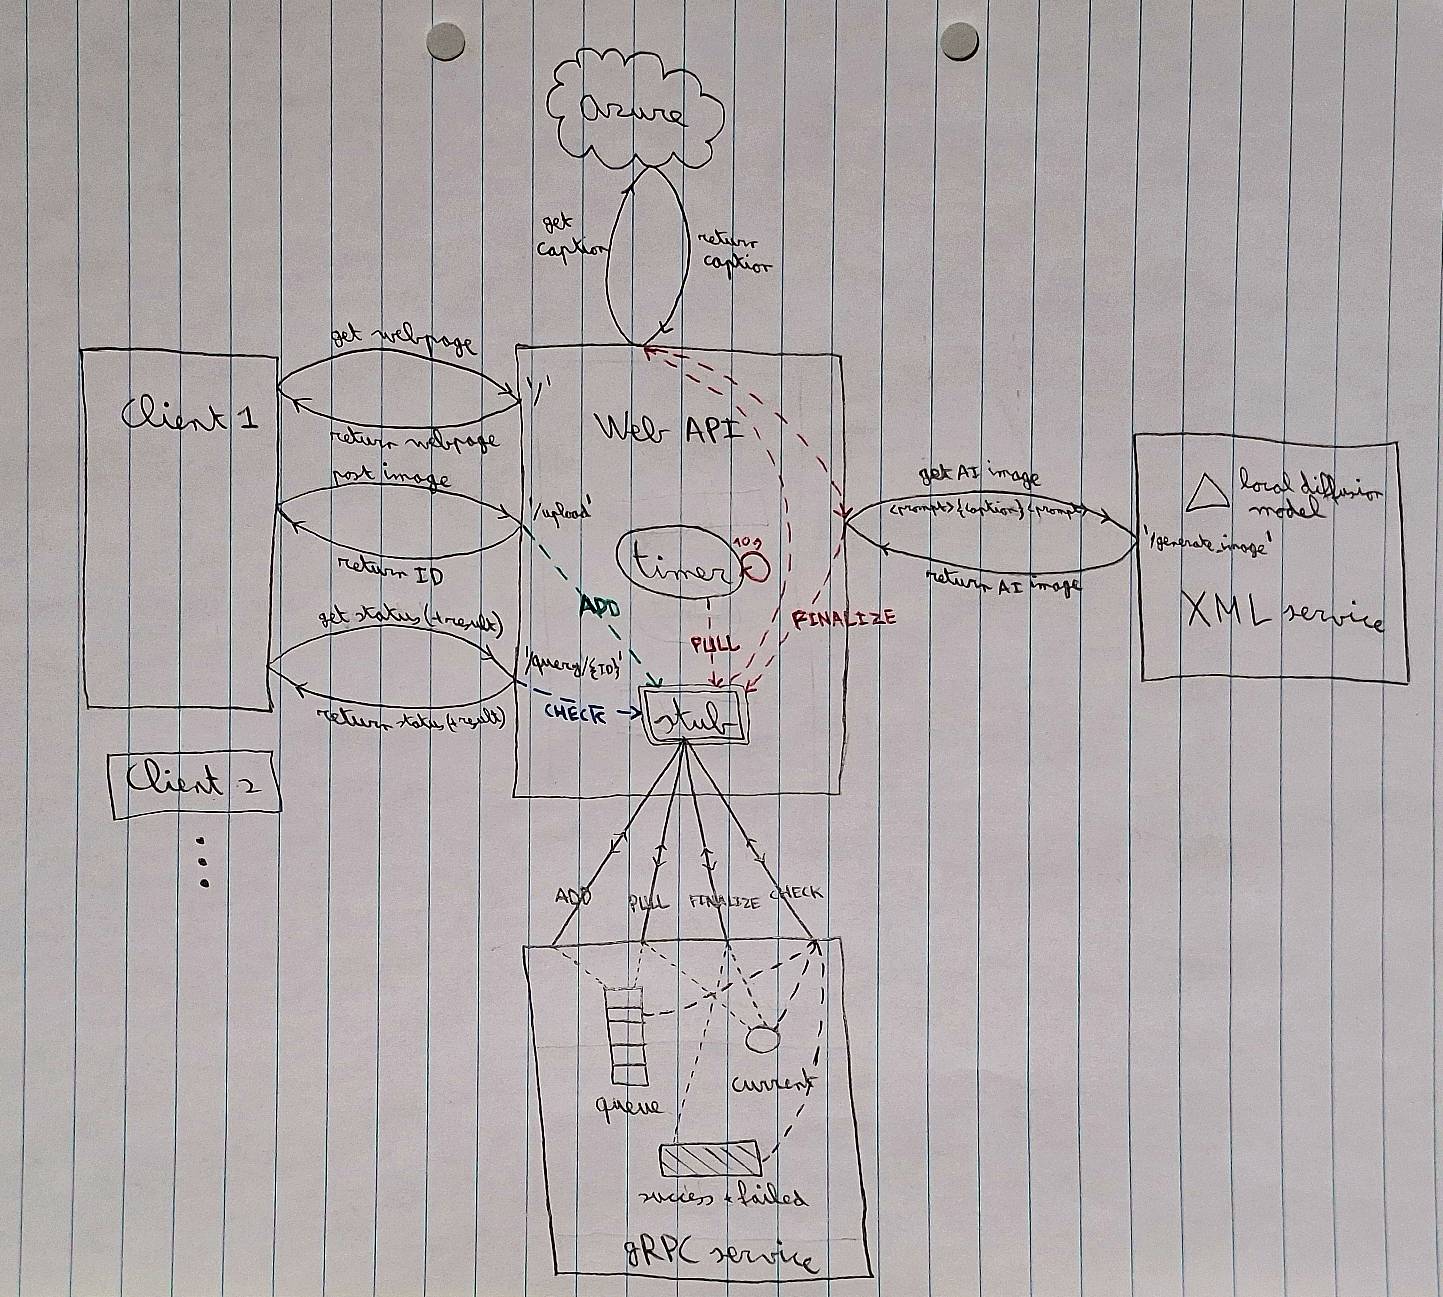 azure
get
caption
return
caption
get webpage
'/'
return webpage
Client 1
Web API
post image
'/upload'
return ID
get AI image
<prompt>{caption}<prompt>
return AI image
local diffusion
model
'/generate_image'
XML service
timer
10s
ADD
PULL
FINALIZE
get status (+result)
'/query/{ID}'
return status (+result)
CHECK
stub
Client 2
ADD
PULL
FINALIZE
CHECK
queue
current
success + failed
gRPC service